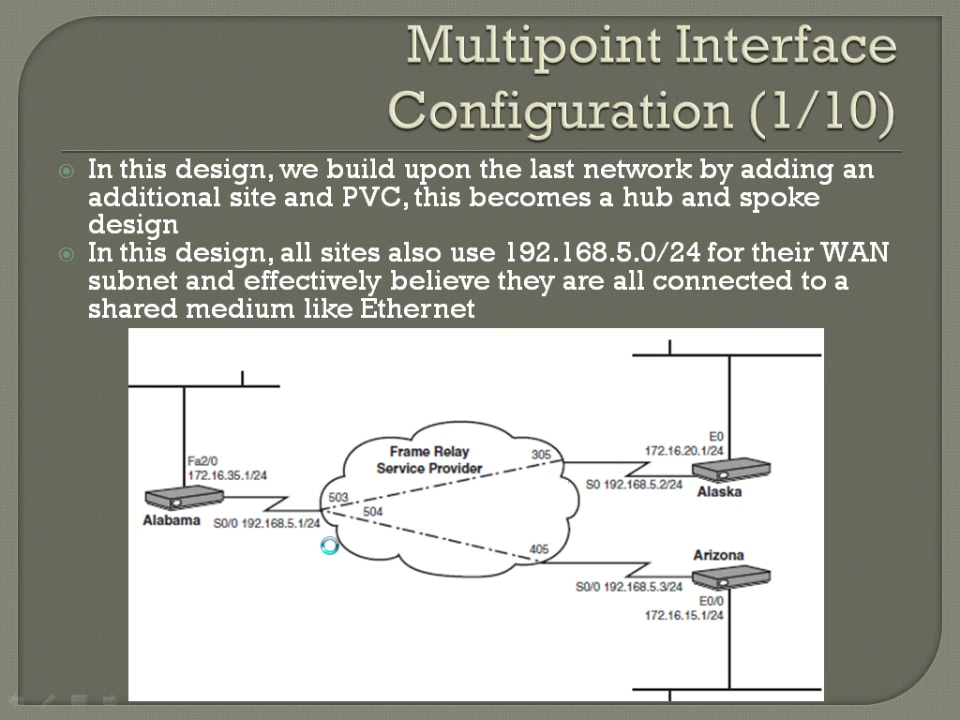 Multipoint Interface
Configuration (1/10)
In this design, we build upon the last network by adding an
additional site and PVC, this becomes a hub and spoke
design
In this design, all sites also use 192.168.5.0/24 for their WAN
subnet and effectively believe they are all connected to a
shared medium like Ethernet
Fa2/0
172.16.35.1/24
Alabama
S0/0 192.168.5.1/24
Frame Relay
Service Provider
503
504
305
405
E0
172.16.20.1/24
S0 192.168.5.2/24
Alaska
Arizona
S0/0 192.168.5.3/24
E0/0
172.16.15.1/24